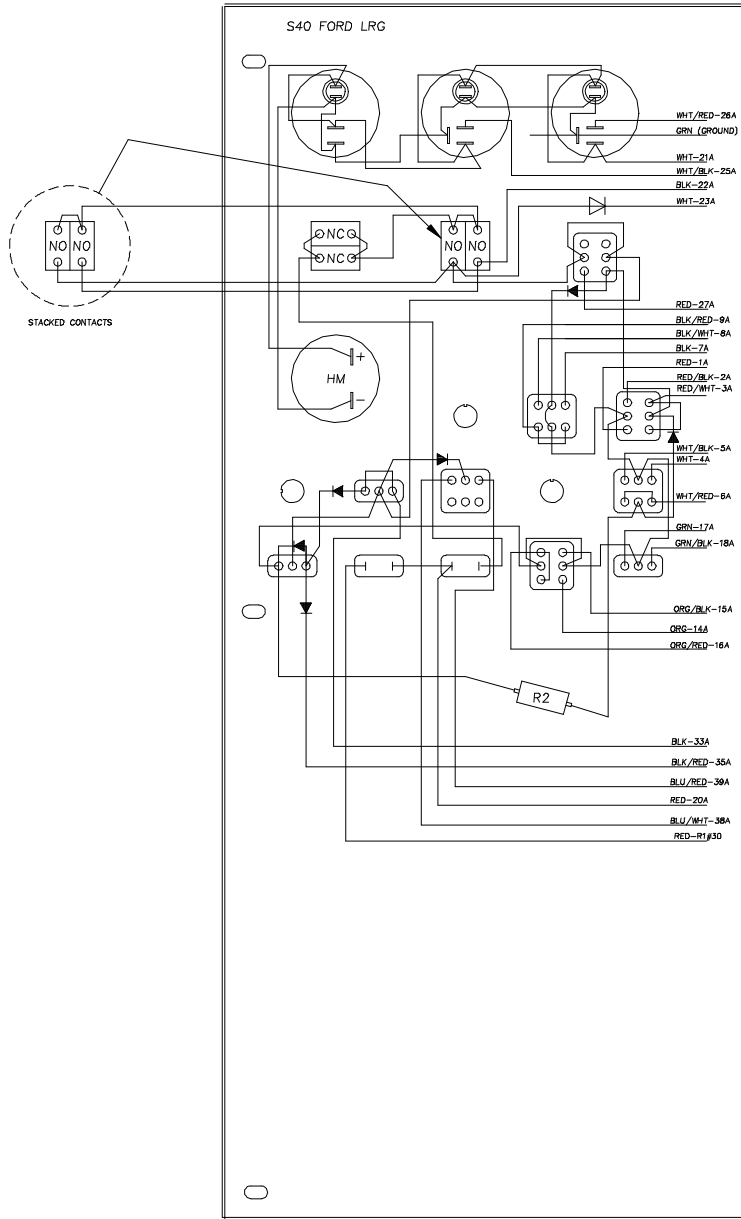 S40 FORD LRG
WHT/RED-26A
GRN (GROUND)
WHT-21A
WHT/BLK-25A
BLK-22A
WHT-23A
NO NO
NC
NC
NO NO
STACKED CONTACTS
RED-27A
BLK/RED-9A
BLK/WHT-8A
BLK-7A
RED-1A
RED/BLK-2A
RED/WHT-3A
+
HM
-
WHT/BLK-5A
WHT-4A
WHT/RED-6A
GRN-17A
GRN/BLK-18A
ORG/BLK-15A
ORG-14A
ORG/RED-16A
R2
BLK-33A
BLK/RED-35A
BLU/RED-39A
RED-20A
BLU/WHT-38A
RED-R1#30